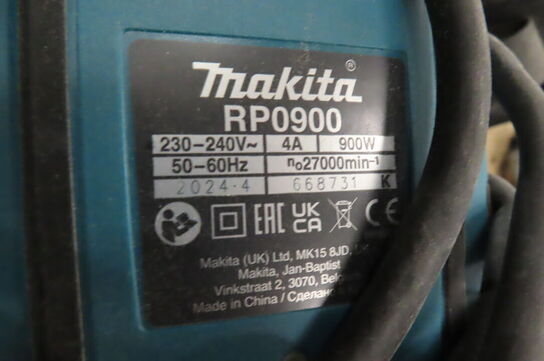 makita®
RP0900
230-240V~ 4A 900W
50-60Hz n₀27000min⁻¹
2024-4 668731 K
EAC UK CA CE
Makita (UK) Ltd, MK15 8JD,
Makita, Jan-Baptist
Vinkstraat 2, 3070,
Made in China /